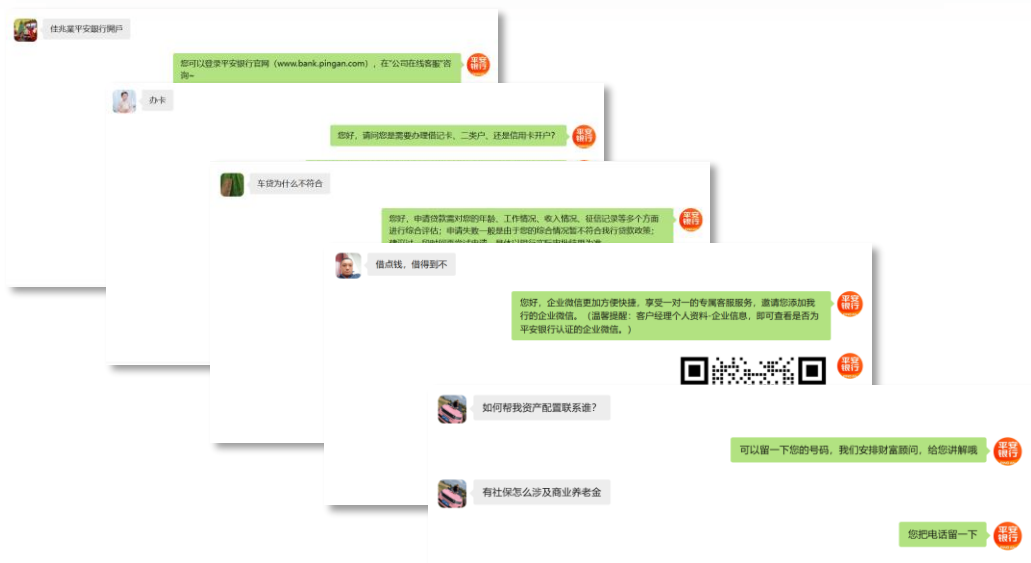 佳兆業平安銀行開戶
您可以登录平安银行官网（www.bank.pingan.com），在"公司在线客服"咨
询~
平安
银行
办卡
您好，请问您是需要办理借记卡、二类户、还是信用卡开户？
平安
银行
车贷为什么不符合
您好，申请贷款需对您的年龄、工作情况、收入情况、征信记录等多个方面
进行综合评估；申请失败一般是由于您的综合情况暂不符合我行贷款政策；
平安
银行
借点钱，借得到不
您好，企业微信更加方便快捷，享受一对一的专属客服服务，邀请您添加我
行的企业微信。（温馨提醒：客户经理个人资料-企业信息，即可查看是否为
平安银行认证的企业微信。）
平安
银行
平安
银行
如何帮我资产配置联系谁？
可以留一下您的号码，我们安排财富顾问，给您讲解哦
平安
银行
有社保怎么涉及商业养老金
您把电话留一下
平安
银行